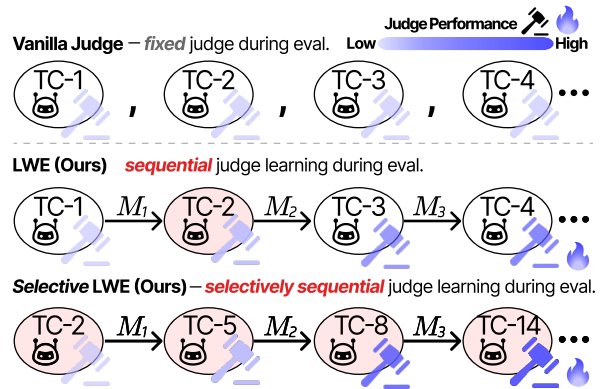 Judge Performance
Vanilla Judge – fixed judge during eval. Low High
TC-1 , TC-2 , TC-3 , TC-4 •••
LWE (Ours) sequential judge learning during eval.
TC-1 M1 TC-2 M2 TC-3 M3 TC-4 •••
Selective LWE (Ours) – selectively sequential judge learning during eval.
TC-2 M1 TC-5 M2 TC-8 M3 TC-14 •••